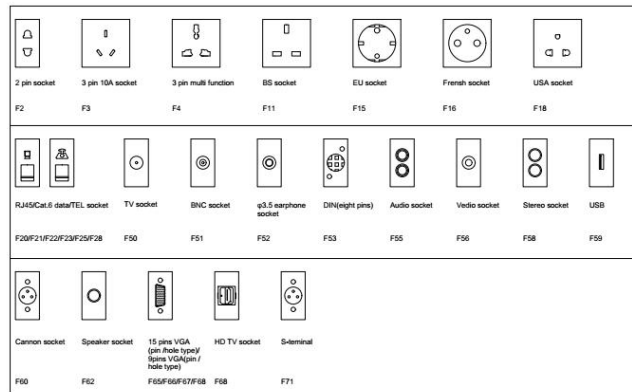 2 pin socket 3 pin 10A socket 3 pin multi function BS socket EU socket Frensh socket USA socket
F2 F3 F4 F11 F15 F16 F18
RJ45/Cat.6 data/TEL socket TV socket BNC socket φ3.5 earphone socket DIN(eight pins) Audio socket Vedio socket Stereo socket USB
F20/F21/F22/F23/F25/F28 F50 F51 F52 F53 F55 F56 F58 F59
Cannon socket Speaker socket 15 pins VGA (pin /hole type)/ 9pins VGA(pin / hole type) HD TV socket S-teminal
F60 F62 F65/F66/F67/F68 F68 F71